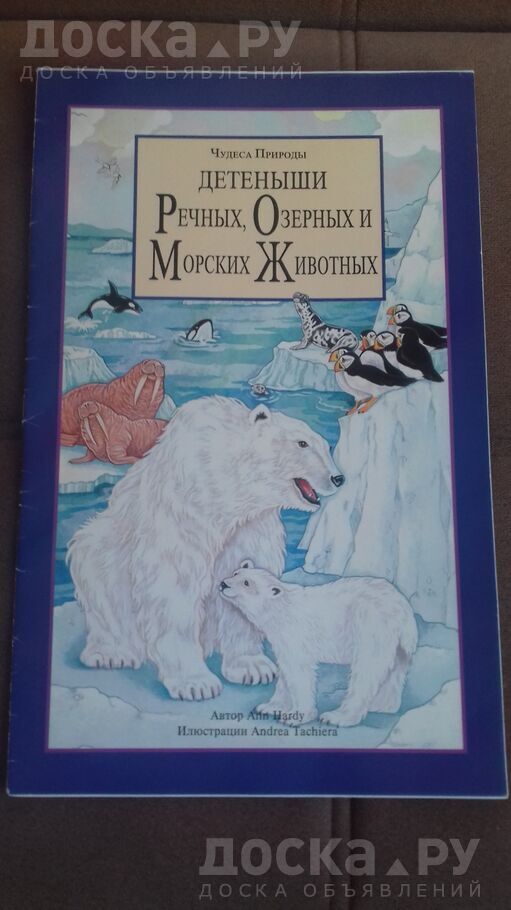 ДОСКА.РУ
ДОСКА ОБЪЯВЛЕНИЙ
Чудеса Природы
ДЕТЕНЫШИ
Речных, Озерных и
Морских Животных
Автор Ann Hardy
Илюстрации Andrea Tachiera
ДОСКА.РУ
ДОСКА ОБЪЯВЛЕНИЙ